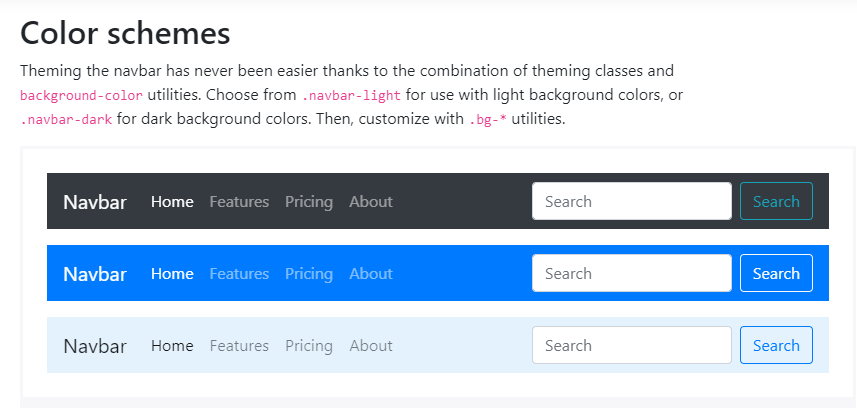 Color schemes
Theming the navbar has never been easier thanks to the combination of theming classes and
background-color utilities. Choose from .navbar-light for use with light background colors, or
.navbar-dark for dark background colors. Then, customize with .bg-* utilities.
Navbar Home Features Pricing About Search Search
Navbar Home Features Pricing About Search Search
Navbar Home Features Pricing About Search Search